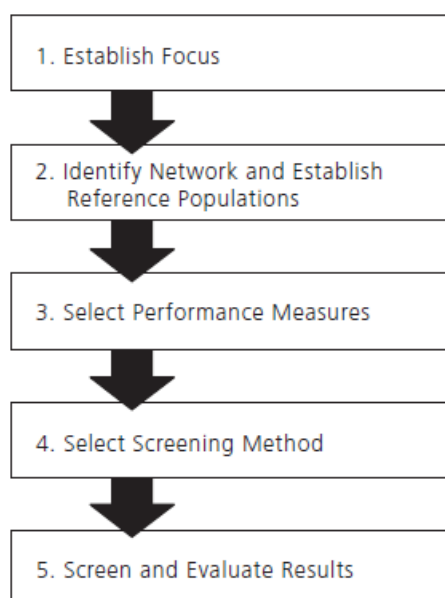 1. Establish Focus
2. Identify Network and Establish
Reference Populations
3. Select Performance Measures
4. Select Screening Method
5. Screen and Evaluate Results